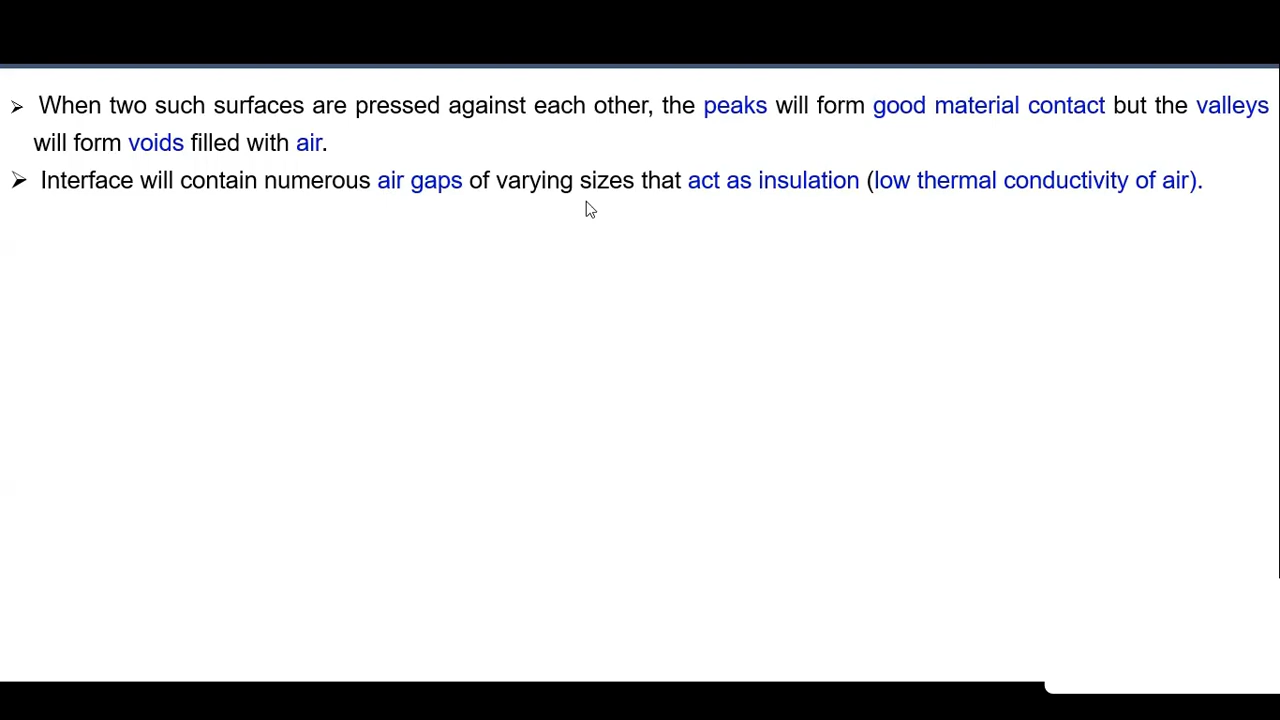 ➢ When two such surfaces are pressed against each other, the peaks will form good material contact but the valleys
will form voids filled with air.
➢ Interface will contain numerous air gaps of varying sizes that act as insulation (low thermal conductivity of air).